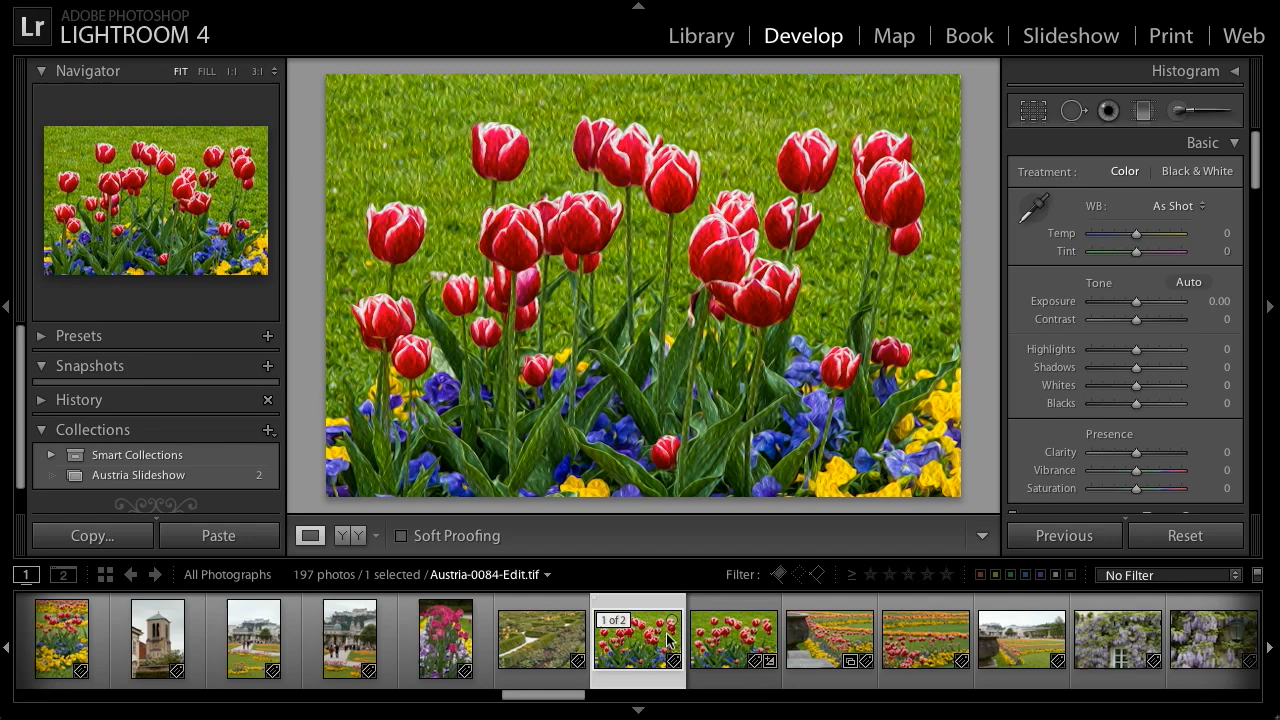 Lr
ADOBE PHOTOSHOP
LIGHTROOM 4
Library | Develop | Map | Book | Slideshow | Print | Web
Navigator FIT FILL 1:1 3:1
Presets
Snapshots
History
Collections
Smart Collections
Austria Slideshow 2
Copy... Paste
YY Soft Proofing
Histogram
Basic
Treatment : Color | Black & White
WB: As Shot
Temp 0
Tint 0
Tone Auto
Exposure 0.00
Contrast 0
Highlights 0
Shadows 0
Whites 0
Blacks 0
Presence
Clarity 0
Vibrance 0
Saturation 0
Previous Reset
1 2 All Photographs 197 photos / 1 selected / Austria-0084-Edit.tif Filter : ≥ No Filter
1 of 2